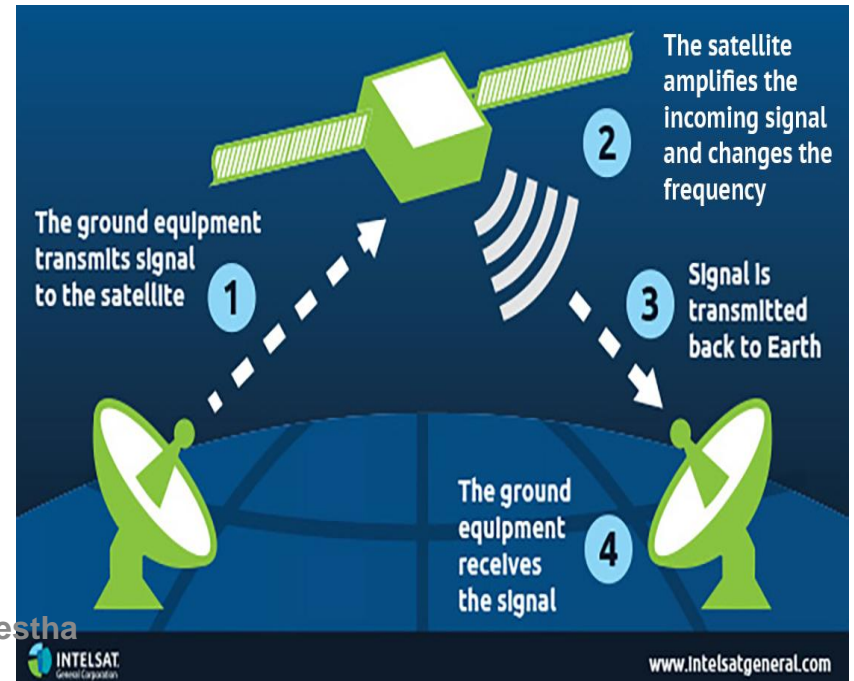 The ground equipment
transmits signal
to the satellite
1
2
The satellite
amplifies the
incoming signal
and changes the
frequency
3
Signal is
transmitted
back to Earth
The ground
equipment
receives
the signal
4
estha
INTELSAT
General Corporation
www.intelsatgeneral.com